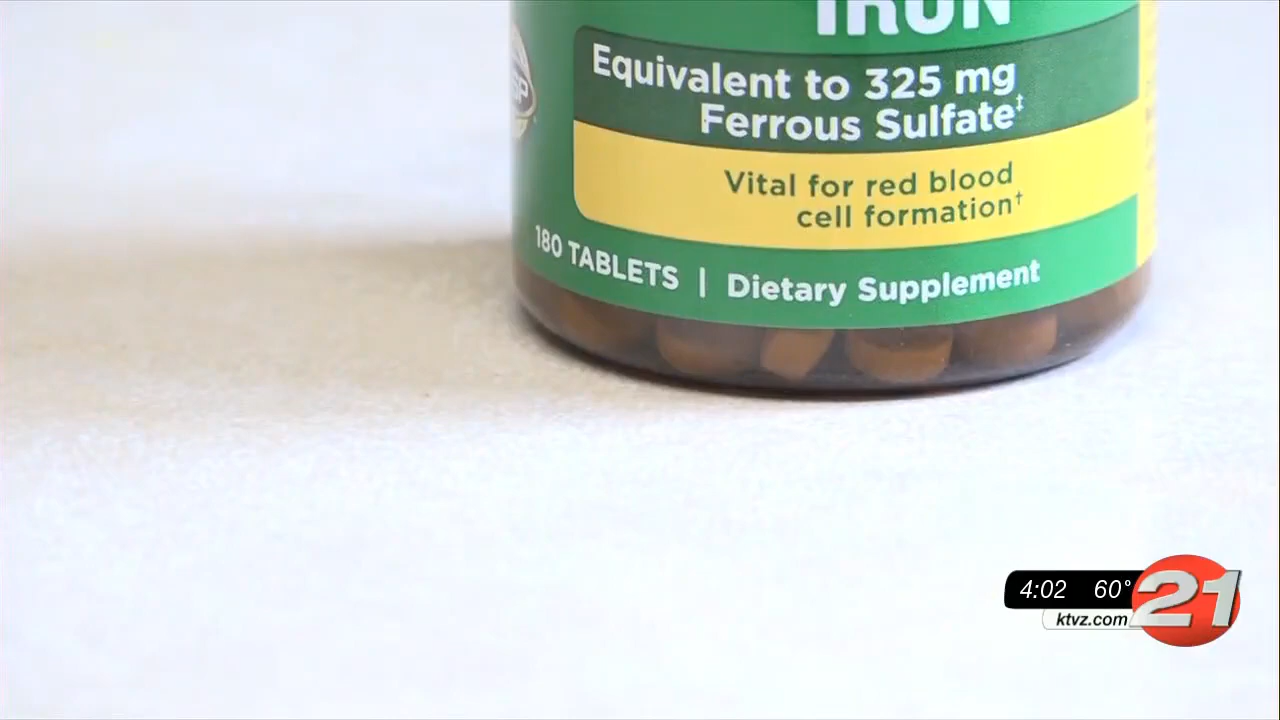 IRON
Equivalent to 325 mg
Ferrous Sulfate‡
Vital for red blood
cell formation†
180 TABLETS | Dietary Supplement
4:02 60°
21
ktvz.com